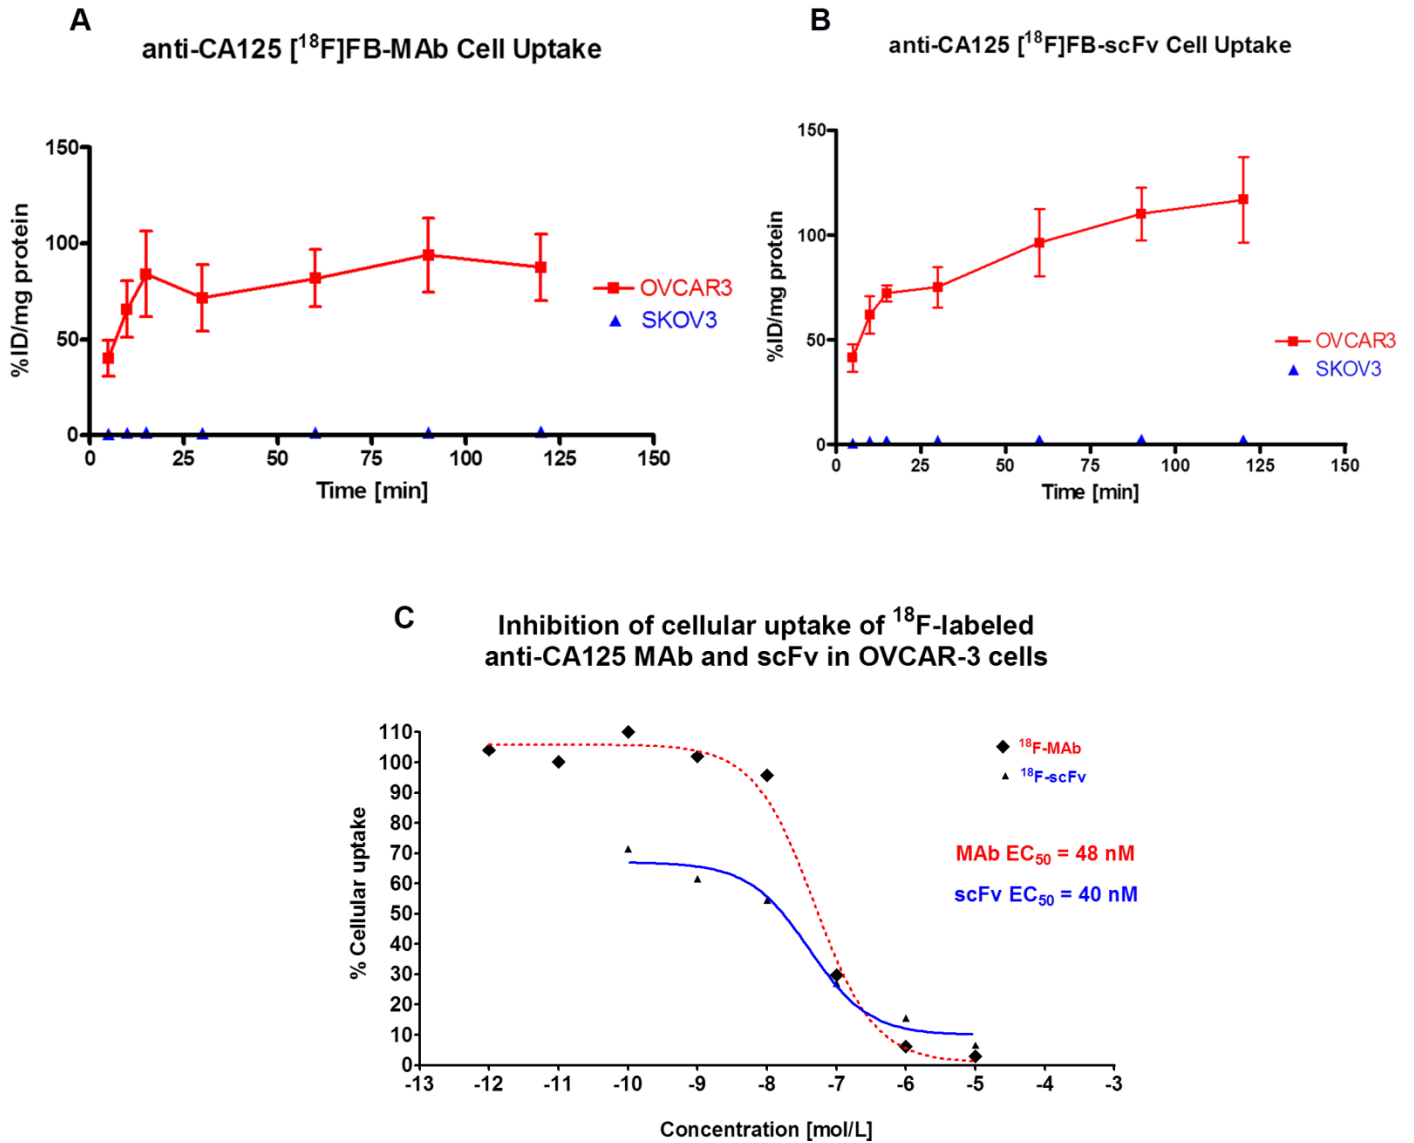 A
anti-CA125 [¹⁸F]FB-MAb Cell Uptake
150
100
50
0
%ID/mg protein
0 25 50 75 100 125 150
Time [min]
OVCAR3
SKOV3
B
anti-CA125 [¹⁸F]FB-scFv Cell Uptake
150
100
50
0
%ID/mg protein
0 25 50 75 100 125 150
Time [min]
OVCAR3
SKOV3
C
Inhibition of cellular uptake of ¹⁸F-labeled
anti-CA125 MAb and scFv in OVCAR-3 cells
110
100
90
80
70
60
50
40
30
20
10
0
% Cellular uptake
-13 -12 -11 -10 -9 -8 -7 -6 -5 -4 -3
Concentration [mol/L]
¹⁸F-MAb
¹⁸F-scFv
MAb EC₅₀ = 48 nM
scFv EC₅₀ = 40 nM